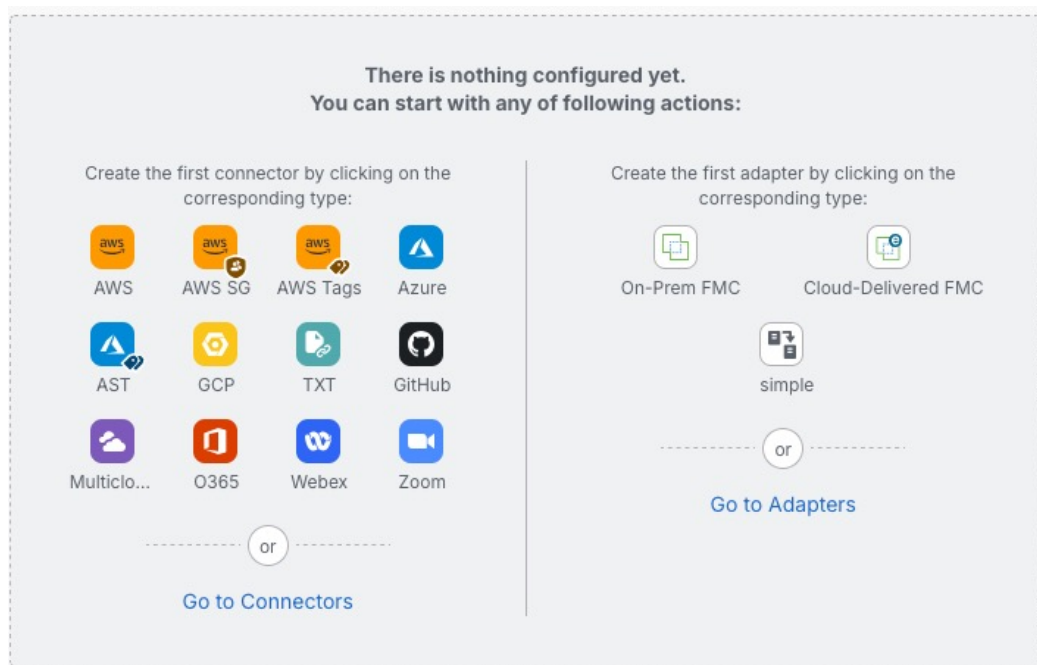 There is nothing configured yet.
You can start with any of following actions:
Create the first connector by clicking on the
corresponding type:
aws
aws
aws
AWS
AWS SG
AWS Tags
Azure
AST
GCP
TXT
GitHub
Multiclo...
O365
Webex
Zoom
or
Go to Connectors
Create the first adapter by clicking on the
corresponding type:
e
On-Prem FMC
Cloud-Delivered FMC
simple
or
Go to Adapters